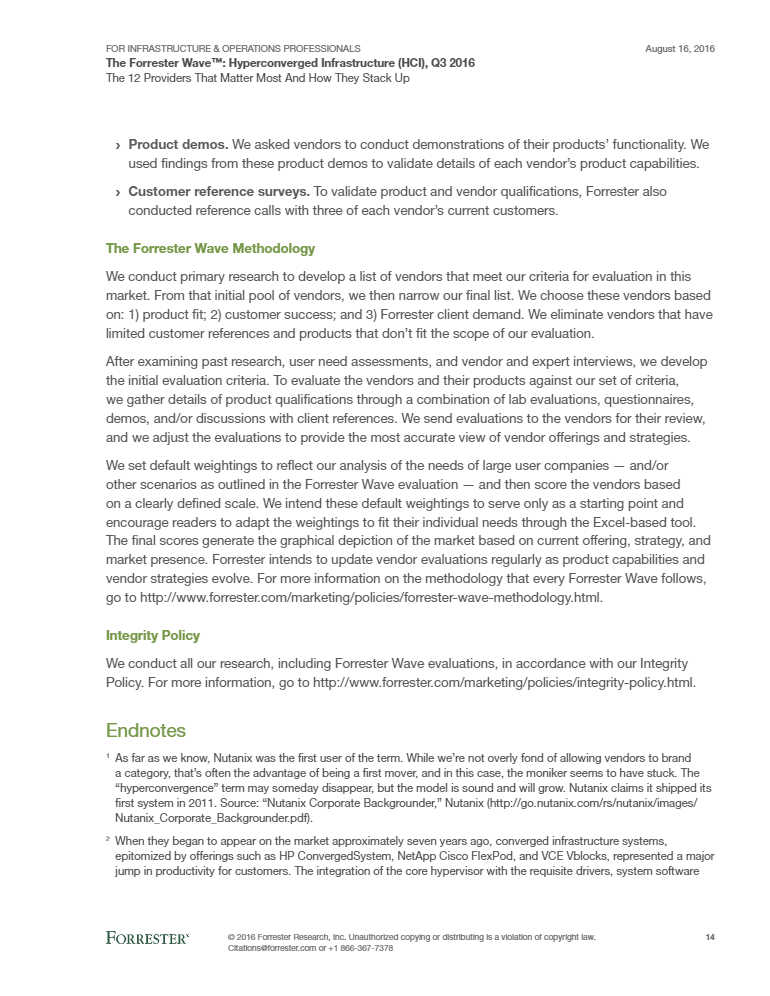 FOR INFRASTRUCTURE & OPERATIONS PROFESSIONALS
August 16, 2016
The Forrester Wave™: Hyperconverged Infrastructure (HCI), Q3 2016
The 12 Providers That Matter Most And How They Stack Up
› Product demos. We asked vendors to conduct demonstrations of their products’ functionality. We
used findings from these product demos to validate details of each vendor’s product capabilities.
› Customer reference surveys. To validate product and vendor qualifications, Forrester also
conducted reference calls with three of each vendor’s current customers.
The Forrester Wave Methodology
We conduct primary research to develop a list of vendors that meet our criteria for evaluation in this
market. From that initial pool of vendors, we then narrow our final list. We choose these vendors based
on: 1) product fit; 2) customer success; and 3) Forrester client demand. We eliminate vendors that have
limited customer references and products that don’t fit the scope of our evaluation.
After examining past research, user need assessments, and vendor and expert interviews, we develop
the initial evaluation criteria. To evaluate the vendors and their products against our set of criteria,
we gather details of product qualifications through a combination of lab evaluations, questionnaires,
demos, and/or discussions with client references. We send evaluations to the vendors for their review,
and we adjust the evaluations to provide the most accurate view of vendor offerings and strategies.
We set default weightings to reflect our analysis of the needs of large user companies — and/or
other scenarios as outlined in the Forrester Wave evaluation — and then score the vendors based
on a clearly defined scale. We intend these default weightings to serve only as a starting point and
encourage readers to adapt the weightings to fit their individual needs through the Excel-based tool.
The final scores generate the graphical depiction of the market based on current offering, strategy, and
market presence. Forrester intends to update vendor evaluations regularly as product capabilities and
vendor strategies evolve. For more information on the methodology that every Forrester Wave follows,
go to http://www.forrester.com/marketing/policies/forrester-wave-methodology.html.
Integrity Policy
We conduct all our research, including Forrester Wave evaluations, in accordance with our Integrity
Policy. For more information, go to http://www.forrester.com/marketing/policies/integrity-policy.html.
Endnotes
1 As far as we know, Nutanix was the first user of the term. While we’re not overly fond of allowing vendors to brand
a category, that’s often the advantage of being a first mover, and in this case, the moniker seems to have stuck. The
“hyperconvergence” term may someday disappear, but the model is sound and will grow. Nutanix claims it shipped its
first system in 2011. Source: “Nutanix Corporate Backgrounder,” Nutanix (http://go.nutanix.com/rs/nutanix/images/
Nutanix_Corporate_Backgrounder.pdf).
2 When they began to appear on the market approximately seven years ago, converged infrastructure systems,
epitomized by offerings such as HP ConvergedSystem, NetApp Cisco FlexPod, and VCE Vblocks, represented a major
jump in productivity for customers. The integration of the core hypervisor with the requisite drivers, system software
FORRESTER
© 2016 Forrester Research, Inc. Unauthorized copying or distributing is a violation of copyright law.
Citations@forrester.com or +1 866-367-7378
14